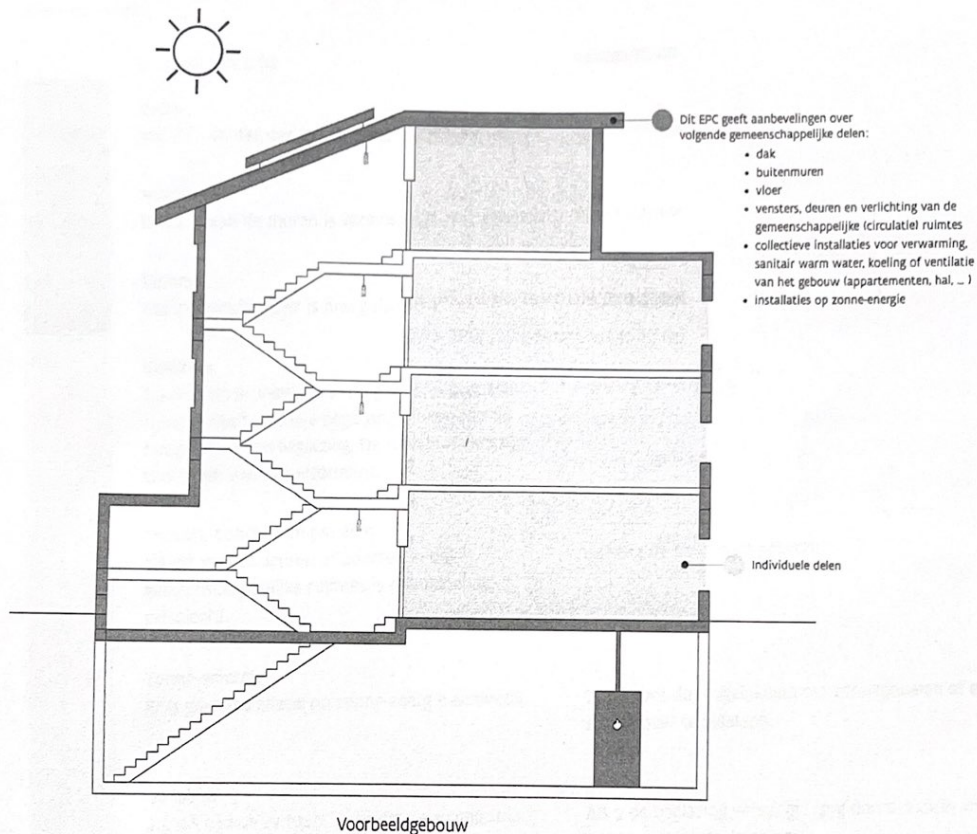 Dit EPC geeft aanbevelingen over
volgende gemeenschappelijke delen:
• dak
• buitenmuren
• vloer
• vensters, deuren en verlichting van de
gemeenschappelijke (circulatie) ruimtes
• collectieve installaties voor verwarming,
sanitair warm water, koeling of ventilatie
van het gebouw (appartementen, hal, ... )
• installaties op zonne-energie
Individuele delen
Voorbeeldgebouw